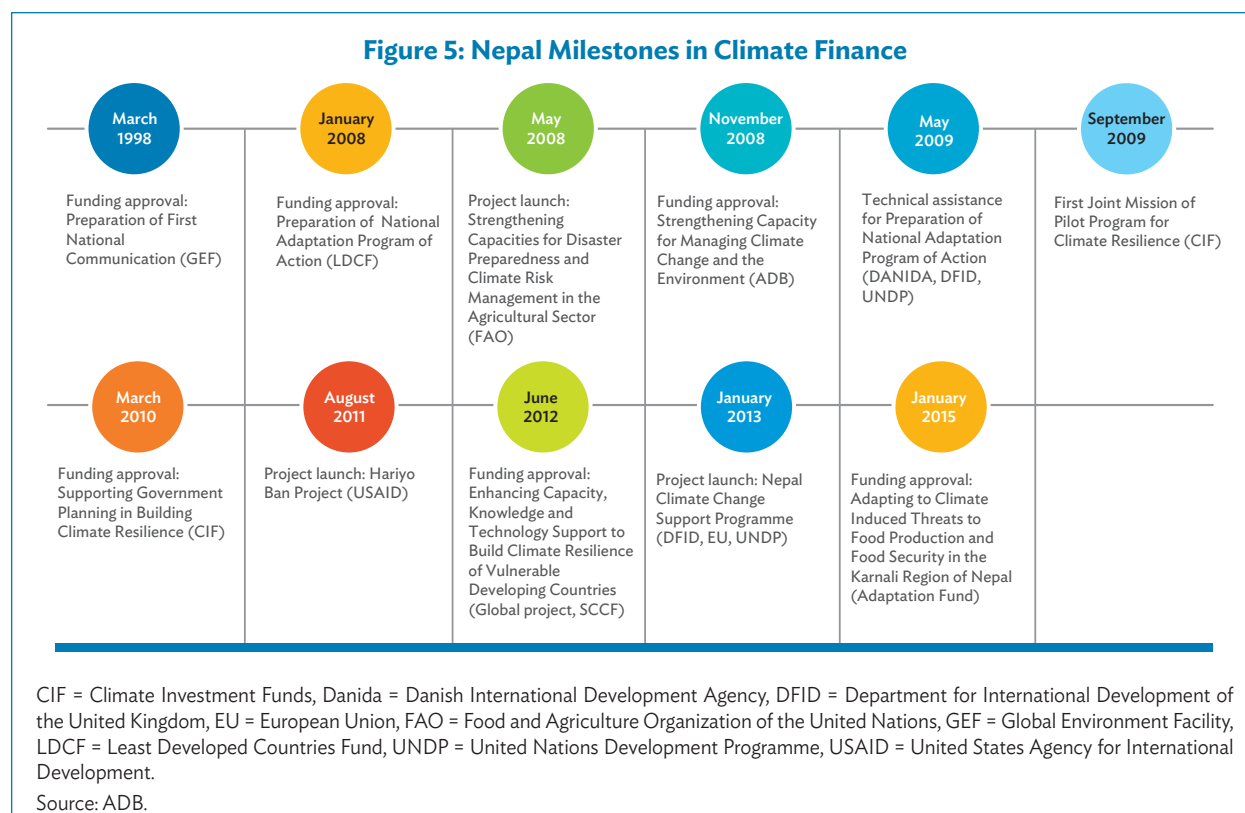 Figure 5: Nepal Milestones in Climate Finance
March
1998
Funding approval:
Preparation of First
National
Communication (GEF)
January
2008
Funding approval:
Preparation of National
Adaptation Program of
Action (LDCF)
May
2008
Project launch:
Strengthening
Capacities for Disaster
Preparedness and
Climate Risk
Management in the
Agricultural Sector
(FAO)
November
2008
Funding approval:
Strengthening Capacity
for Managing Climate
Change and the
Environment (ADB)
May
2009
Technical assistance
for Preparation of
National Adaptation
Program of Action
(DANIDA, DFID,
UNDP)
September
2009
First Joint Mission of
Pilot Program for
Climate Resilience (CIF)
March
2010
Funding approval:
Supporting Government
Planning in Building
Climate Resilience (CIF)
August
2011
Project launch: Hariyo
Ban Project (USAID)
June
2012
Funding approval:
Enhancing Capacity,
Knowledge and
Technology Support to
Build Climate Resilience
of Vulnerable
Developing Countries
(Global project, SCCF)
January
2013
Project launch: Nepal
Climate Change
Support Programme
(DFID, EU, UNDP)
January
2015
Funding approval:
Adapting to Climate
Induced Threats to
Food Production and
Food Security in the
Karnali Region of Nepal
(Adaptation Fund)
CIF = Climate Investment Funds, Danida = Danish International Development Agency, DFID = Department for International Development of
the United Kingdom, EU = European Union, FAO = Food and Agriculture Organization of the United Nations, GEF = Global Environment Facility,
LDCF = Least Developed Countries Fund, UNDP = United Nations Development Programme, USAID = United States Agency for International
Development.
Source: ADB.